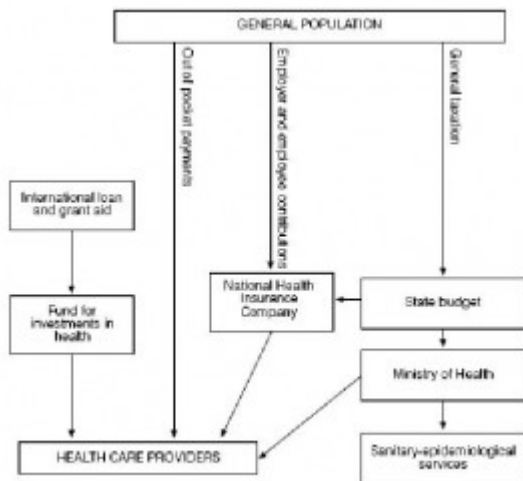 GENERAL POPULATION
Out of pocket payments
Employer and employee contributions
General taxation
International loan
and grant aid
National Health
Insurance
Company
State budget
Fund for
investments in
health
Ministry of Health
HEALTH CARE PROVIDERS
Sanitary-epidemiological
services